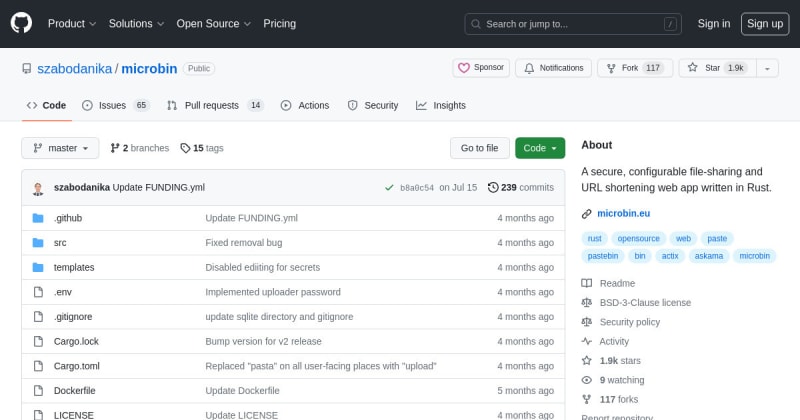 Product Solutions Open Source Pricing Search or jump to... / Sign in Sign up
szabodanika / microbin Public Sponsor Notifications Fork 117 Star 1.9k
Code Issues 65 Pull requests 14 Actions Security Insights
master 2 branches 15 tags Go to file Code
szabodanika Update FUNDING.yml b8a0c54 on Jul 15 239 commits
.github Update FUNDING.yml 4 months ago
src Fixed removal bug 4 months ago
templates Disabled ediiting for secrets 4 months ago
.env Implemented uploader password 4 months ago
.gitignore update sqlite directory and gitignore 4 months ago
Cargo.lock Bump version for v2 release 4 months ago
Cargo.toml Replaced "pasta" on all user-facing places with "upload" 4 months ago
Dockerfile Update Dockerfile 5 months ago
LICENSE Update LICENSE 4 months ago
About
A secure, configurable file-sharing and
URL shortening web app written in Rust.
microbin.eu
rust opensource web paste
pastebin bin actix askama microbin
Readme
BSD-3-Clause license
Security policy
Activity
1.9k stars
9 watching
117 forks
Report repository